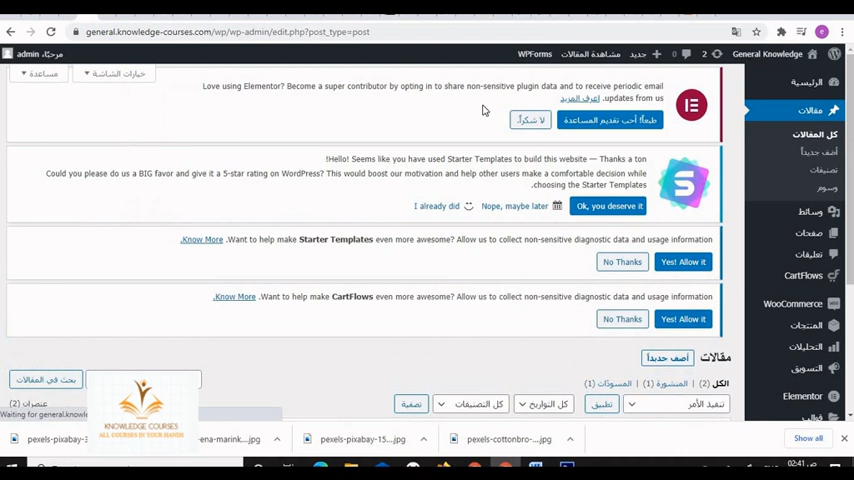 general.knowledge-courses.com/wp/wp-admin/edit.php?post_type=post
General Knowledge
2
0
جديد
مشاهدة المقالات
WPForms
مرحبًا، admin
خيارات الشاشة
مساعدة
Love using Elementor? Become a super contributor by opting in to share non-sensitive plugin data and to receive periodic email
.updates from us اعرف المزيد
طبعاً! أحب تقديم المساعدة
لا شكراً.
!Hello! Seems like you have used Starter Templates to build this website — Thanks a ton
Could you please do us a BIG favor and give it a 5-star rating on WordPress? This would boost our motivation and help other users make a comfortable decision while
.choosing the Starter Templates
Ok, you deserve it
Nope, maybe later
I already did
.Know More .Want to help make Starter Templates even more awesome? Allow us to collect non-sensitive diagnostic data and usage information
Yes! Allow it
No Thanks
.Know More .Want to help make CartFlows even more awesome? Allow us to collect non-sensitive diagnostic data and usage information
Yes! Allow it
No Thanks
مقالات
أضف جديداً
الكل (2) | المنشورة (1) | المسودّات (1)
بحث في المقالات
تنفيذ الأمر
تطبيق
كل التواريخ
كل التصنيفات
تصفية
عنصران (2)
الرئيسية
مقالات
كل المقالات
أضف جديداً
تصنيفات
وسوم
وسائط
صفحات
تعليقات
CartFlows
WooCommerce
المنتجات
التحليلات
التسويق
Elementor
قوالب
KNOWLEDGE COURSES
ALL COURSES IN YOUR HANDS
Waiting for general.knowle
pexels-pixabay-3
ena-marink....jpg
pexels-pixabay-15....jpg
pexels-cottonbro-....jpg
Show all
02:41